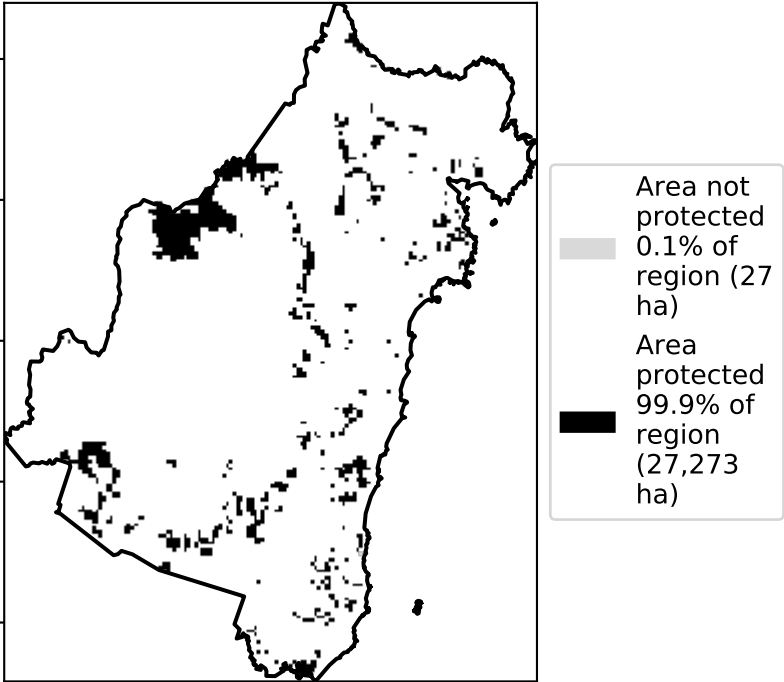 Area not
protected
0.1% of
region (27
ha)
Area
protected
99.9% of
region
(27,273
ha)